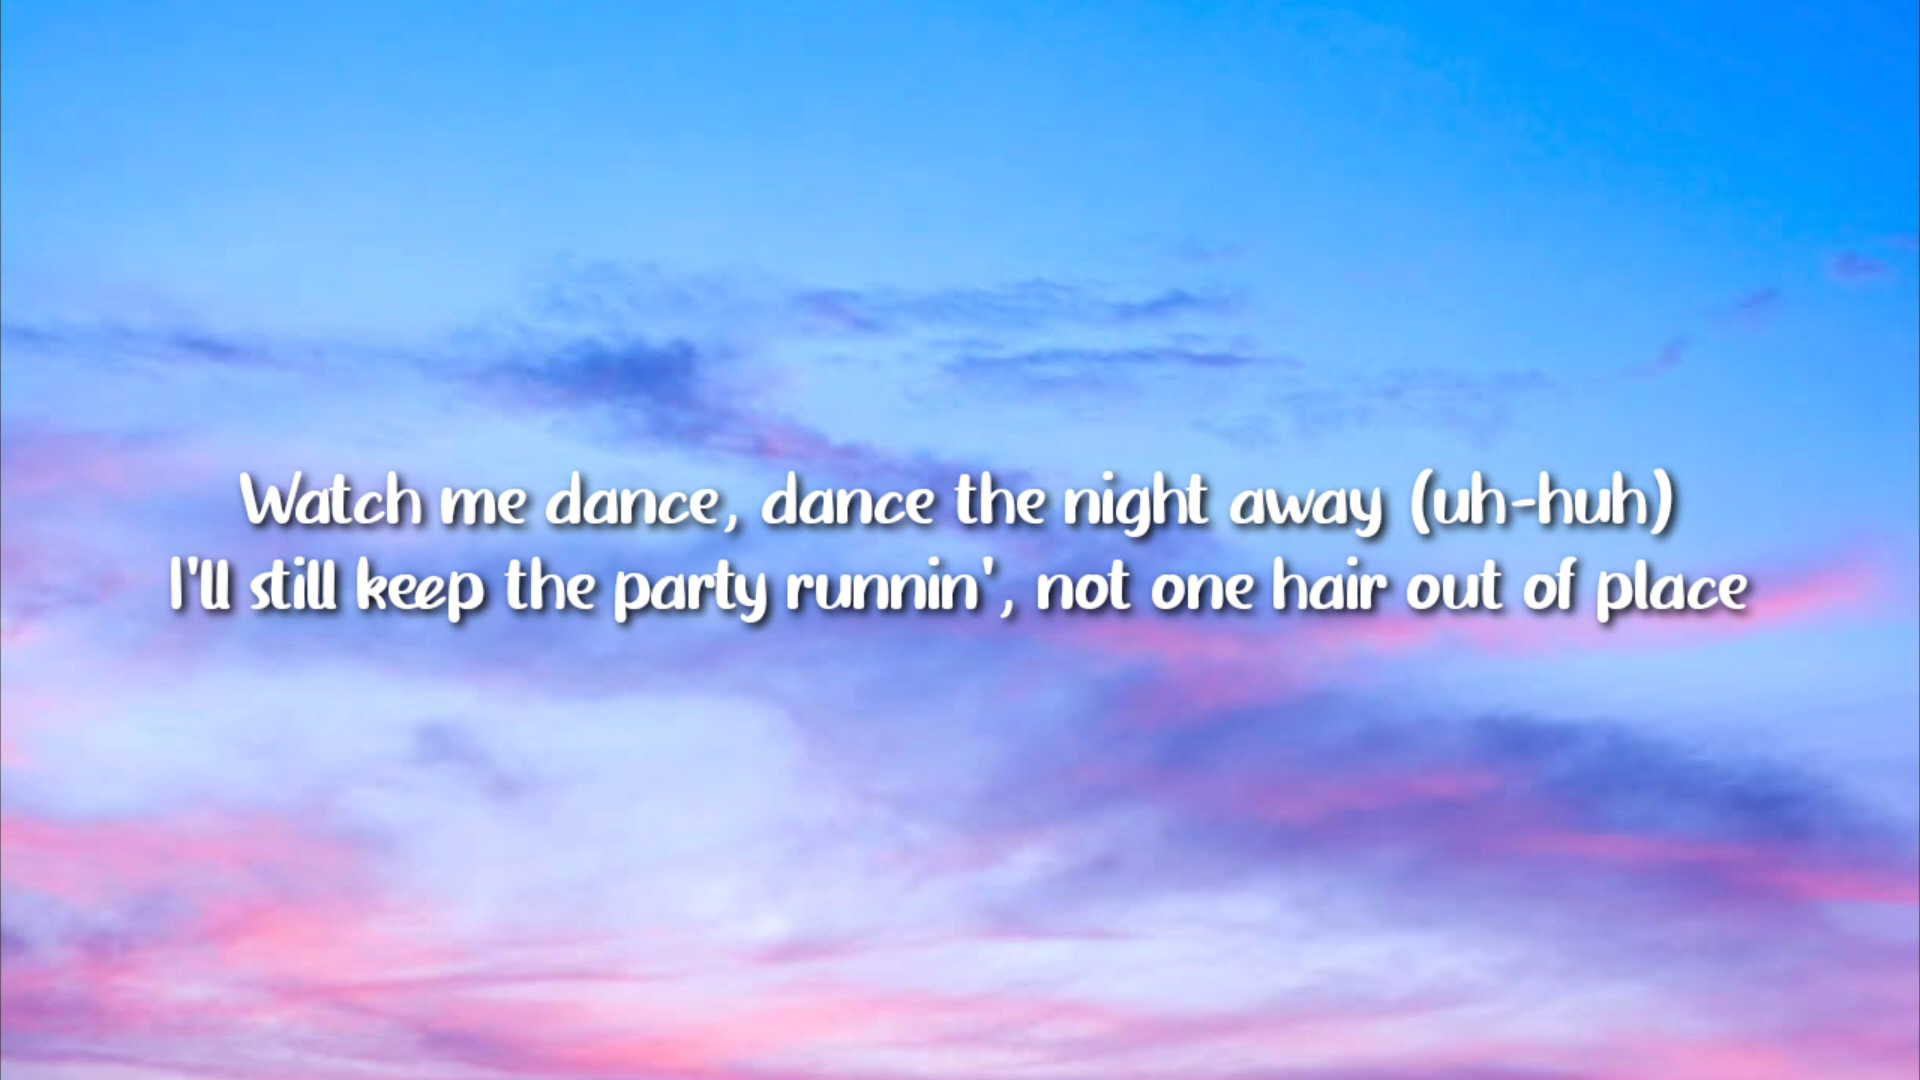 Watch me dance, dance the night away (uh-huh)
I'll still keep the party runnin', not one hair out of place